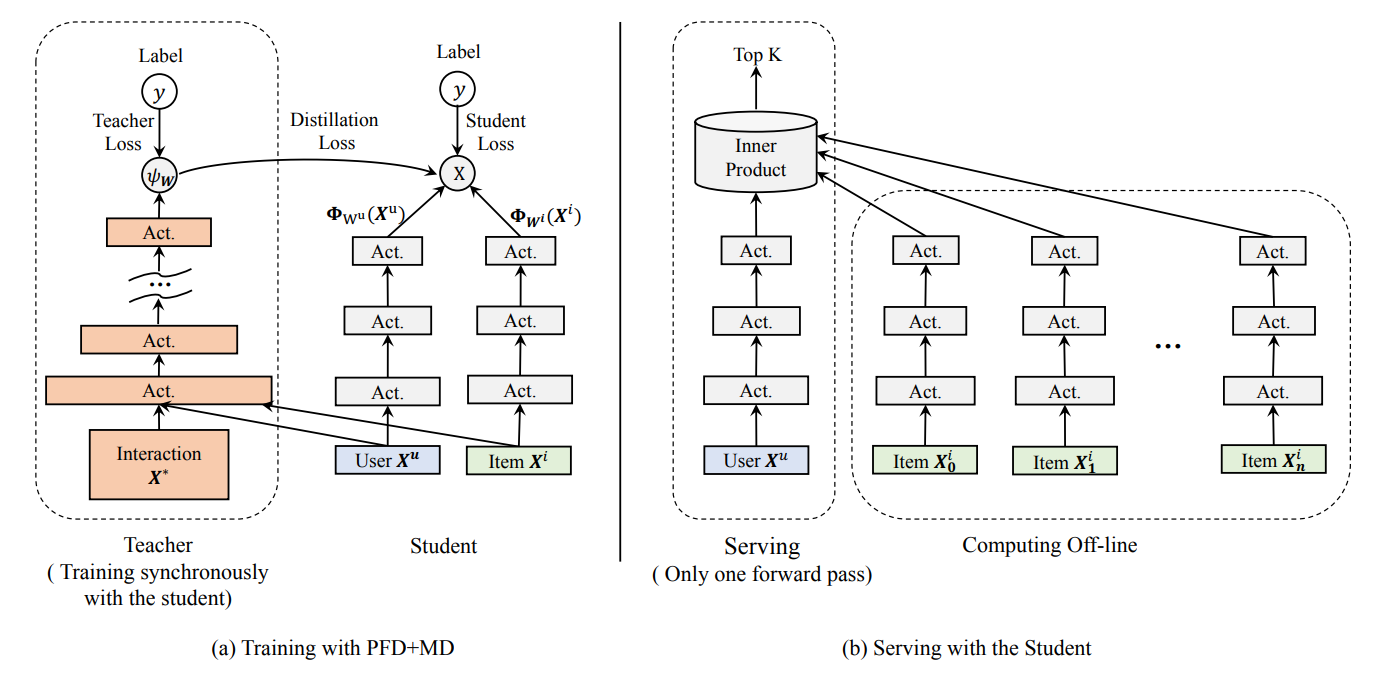 Label
y
Teacher
Loss
ψ_W
Act.
...
Act.
Act.
Interaction
X*
Distillation
Loss
Label
y
Student
Loss
X
Φ_{W^u}(X^u)
Φ_{W^i}(X^i)
Act.
Act.
Act.
Act.
Act.
Act.
User X^u
Item X^i
Teacher
( Training synchronously
with the student)
Student
(a) Training with PFD+MD
Top K
Inner
Product
Act.
Act.
Act.
Act.
Act.
Act.
Act.
Act.
...
Act.
Act.
Act.
Act.
User X^u
Item X_0^i
Item X_1^i
Item X_n^i
Serving
( Only one forward pass)
Computing Off-line
(b) Serving with the Student